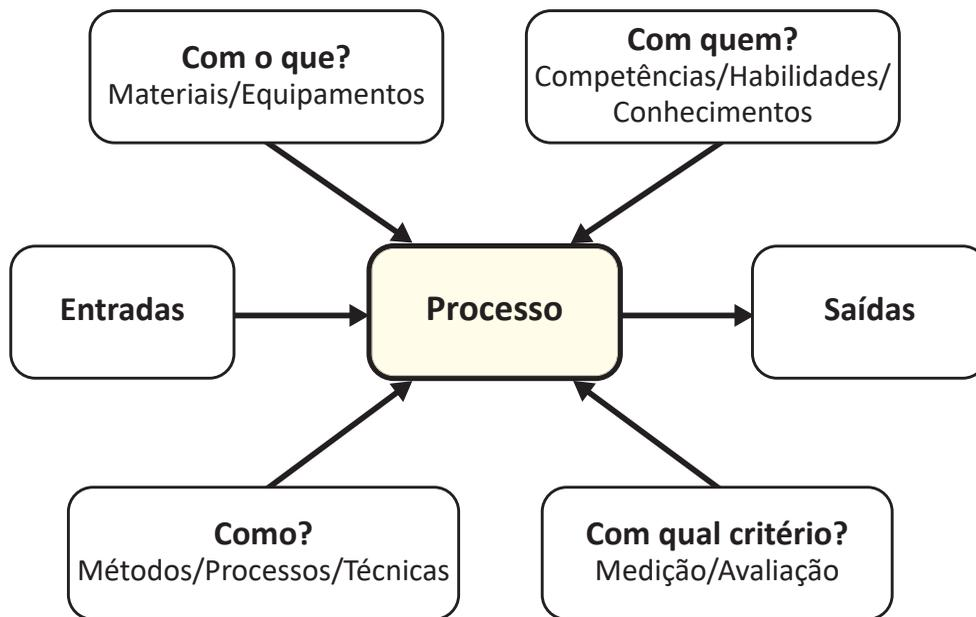 Com o que?
Materiais/Equipamentos
Com quem?
Competências/Habilidades/
Conhecimentos
Entradas
Processo
Saídas
Como?
Métodos/Processos/Técnicas
Com qual critério?
Medição/Avaliação